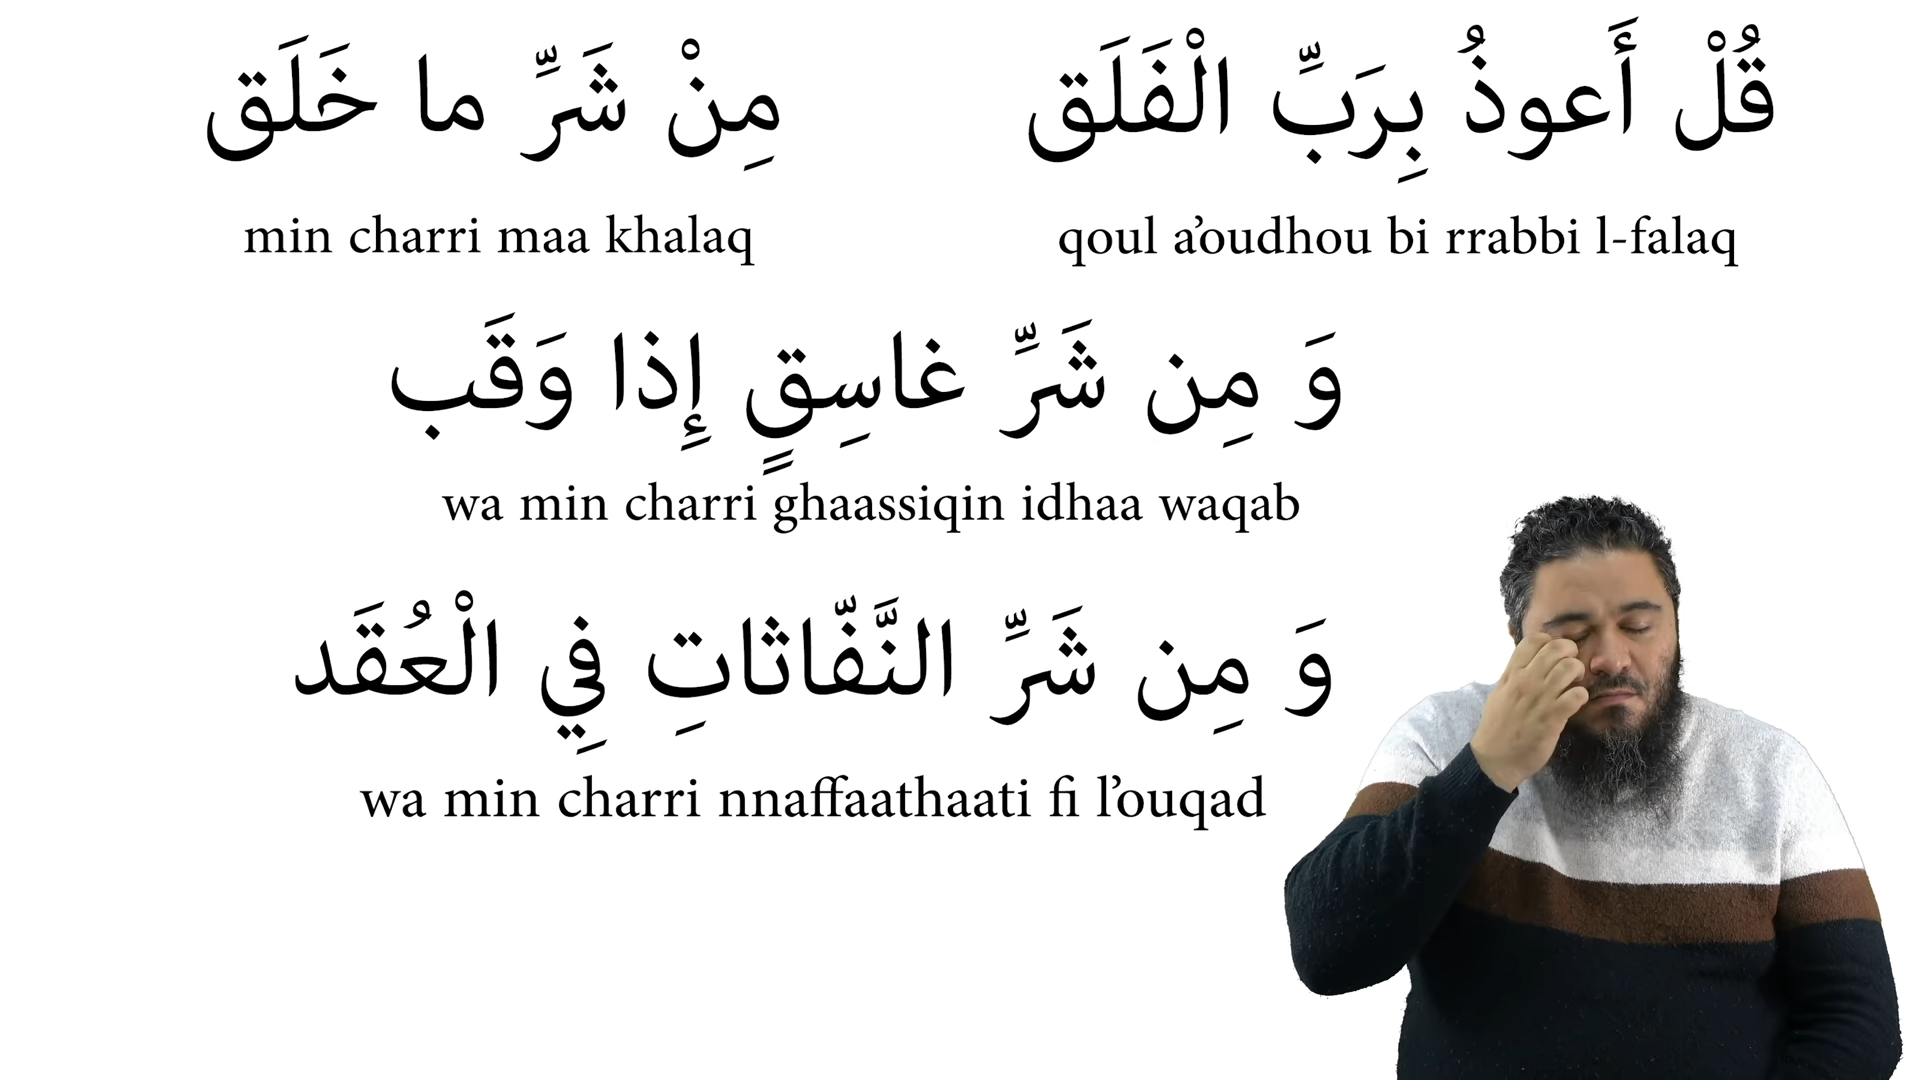 قُلْ أَعوذُ بِرَبِّ الْفَلَق
qoul a’oudhou bi rrabbi l-falaq
مِنْ شَرِّ ما خَلَق
min charri maa khalaq
وَ مِن شَرِّ غاسِقٍ إِذا وَقَب
wa min charri ghaassiqin idhaa waqab
وَ مِن شَرِّ النَّفّاثاتِ فِي الْعُقَد
wa min charri nnaffaathaati fi l’ouqad